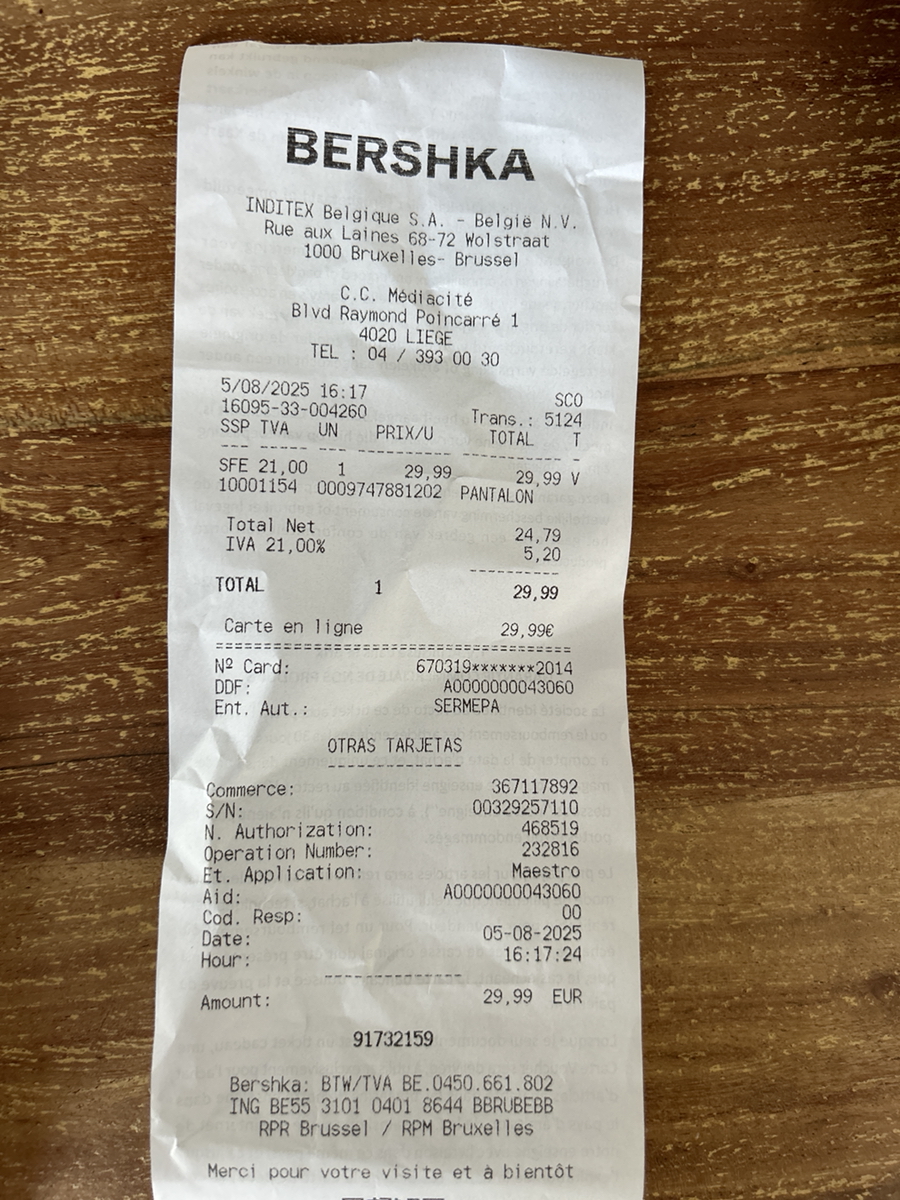 BERSHKA
INDITEX Belgique S.A. - België N.V.
Rue aux Laines 68-72 Wolstraat
1000 Bruxelles- Brussel
C.C. Médiacité
Blvd Raymond Poincarré 1
4020 LIEGE
TEL : 04 / 393 00 30
5/08/2025 16:17 SCO
16095-33-004260 Trans.: 5124
SSP TVA UN PRIX/U TOTAL T
--- --- -- --------- --------- -
SFE 21,00 1 29,99 29,99 V
10001154 0009747881202 PANTALON
Total Net 24,79
IVA 21,00% 5,20
---------
TOTAL 1 29,99
Carte en ligne 29,99€
===================================
Nº Card: 670319*******2014
DDF: A0000000043060
Ent. Aut.: SERMEPA
OTRAS TARJETAS
-------------
Commerce: 367117892
S/N: 00329257110
N. Authorization: 468519
Operation Number: 232816
Et. Application: Maestro
Aid: A0000000043060
Cod. Resp: 00
Date: 05-08-2025
Hour: 16:17:24
-------------
Amount: 29,99 EUR
91732159
Bershka: BTW/TVA BE.0450.661.802
ING BE55 3101 0401 8644 BBRUBEBB
RPR Brussel / RPM Bruxelles
Merci pour votre visite et à bientôt